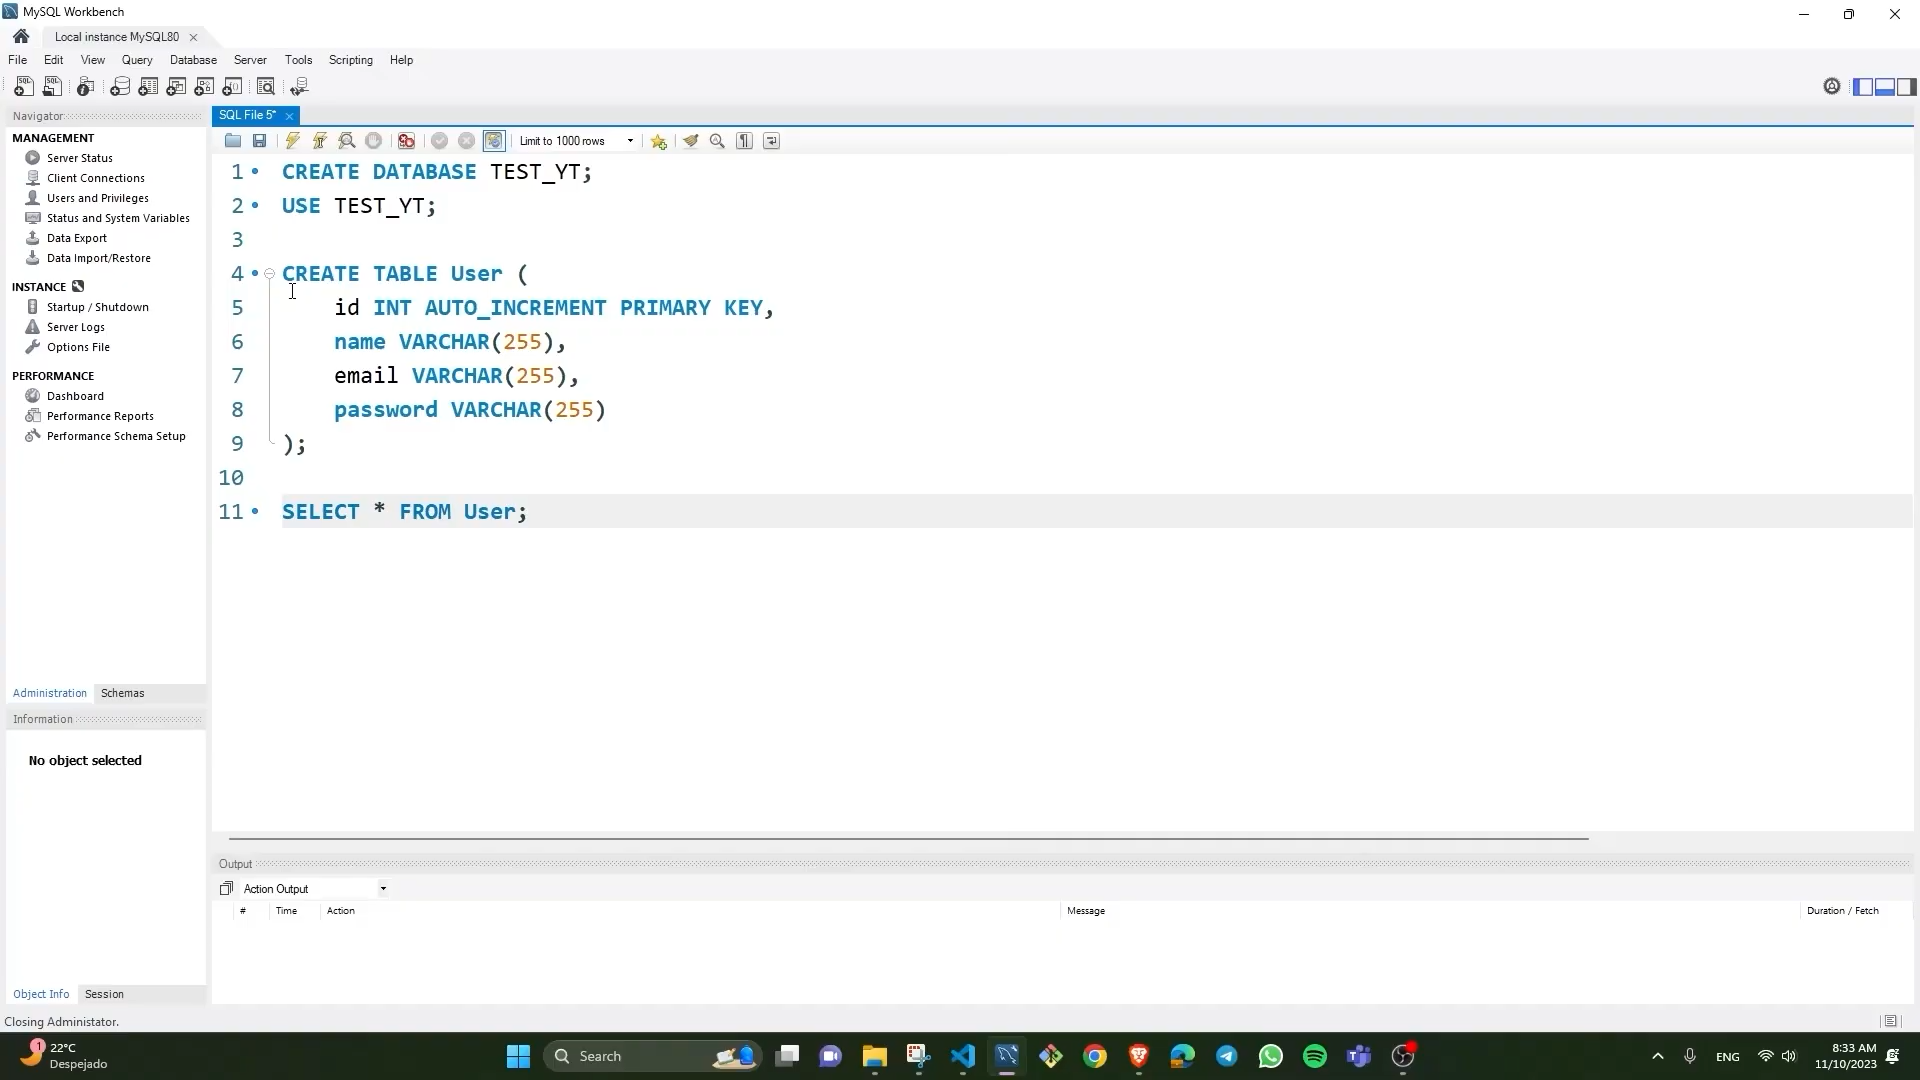 MySQL Workbench
Local instance MySQL80
File Edit View Query Database Server Tools Scripting Help
Navigator
MANAGEMENT
Server Status
Client Connections
Users and Privileges
Status and System Variables
Data Export
Data Import/Restore
INSTANCE
Startup / Shutdown
Server Logs
Options File
PERFORMANCE
Dashboard
Performance Reports
Performance Schema Setup
Administration Schemas
Information
No object selected
Object Info Session
SQL File 5*
Limit to 1000 rows
1 CREATE DATABASE TEST_YT;
2 USE TEST_YT;
3
4 CREATE TABLE User (
5 id INT AUTO_INCREMENT PRIMARY KEY,
6 name VARCHAR(255),
7 email VARCHAR(255),
8 password VARCHAR(255)
9 );
10
11 SELECT * FROM User;
Output
Action Output
# Time Action Message Duration / Fetch
Closing Administator.
1 22°C
Despejado
Search
ENG
8:33 AM
11/10/2023